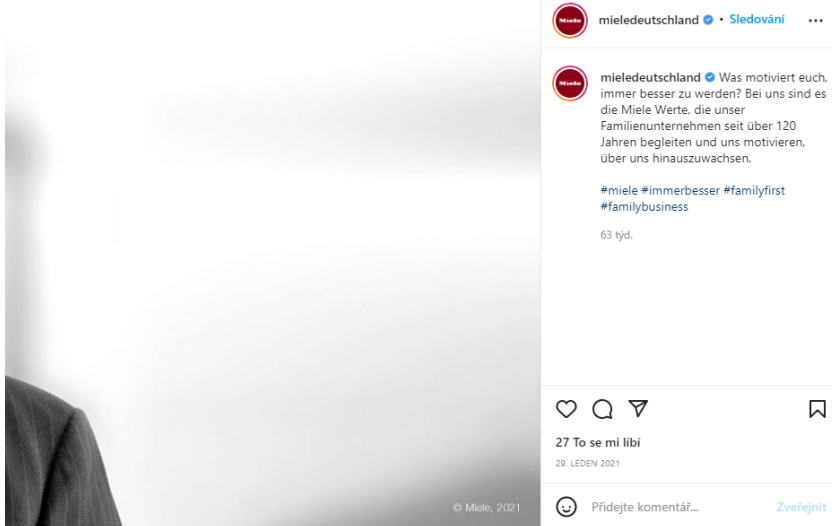 mieledeutschland • Sledování
mieledeutschland Was motiviert euch,
immer besser zu werden? Bei uns sind es
die Miele Werte, die unser
Familienunternehmen seit über 120
Jahren begleiten und uns motivieren,
über uns hinauszuwachsen.
#miele #immerbesser #familyfirst
#familybusiness
63 týd.
27 To se mi líbí
29. LEDEN 2021
© Miele, 2021
Přidejte komentář...
Zveřejnit
Miele
Miele